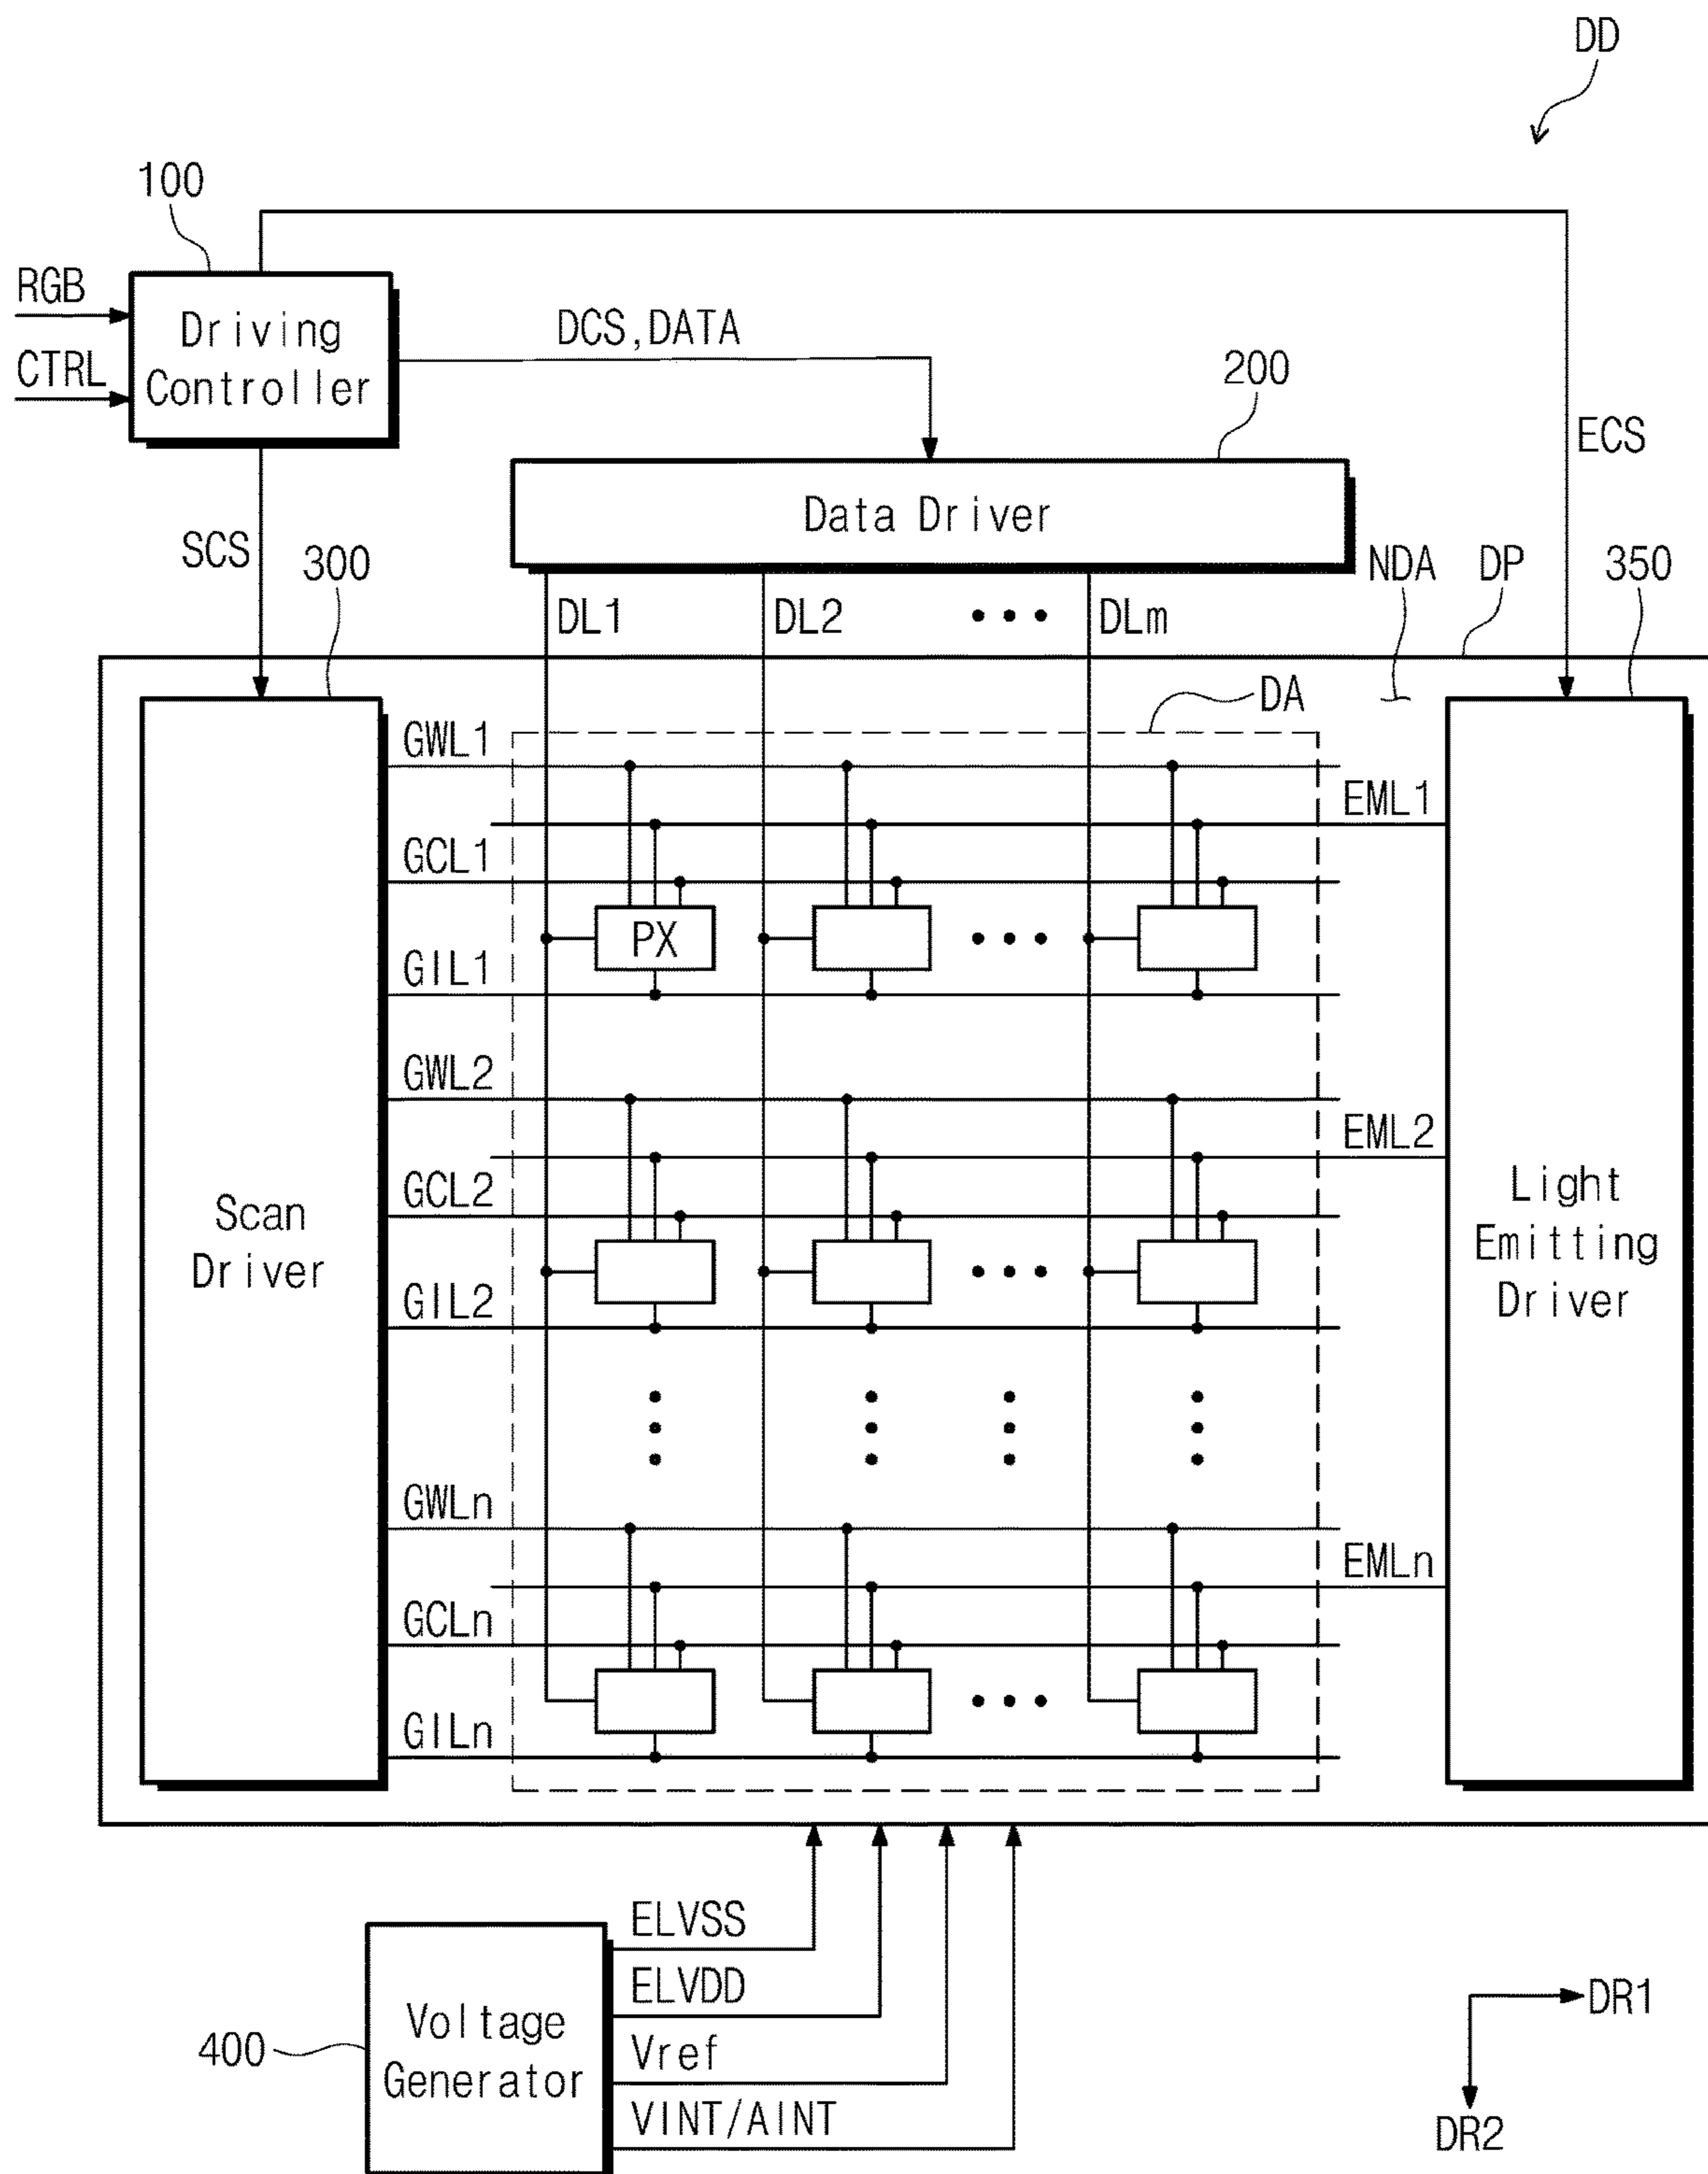 DD
100
RGB
CTRL
Driving
Controller
DCS,DATA
200
ECS
Data Driver
SCS
300
NDA
DP
350
DL1
DL2
DLm
DA
GWL1
EML1
GCL1
PX
GIL1
GWL2
EML2
GCL2
Scan
Driver
Light
Emitting
Driver
GIL2
GWLn
EMLn
GCLn
GILn
ELVSS
ELVDD
Vref
VINT/AINT
Voltage
Generator
400
DR1
DR2